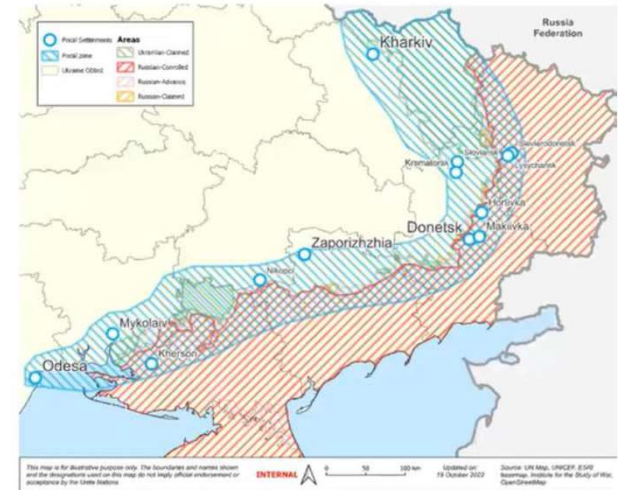 Focal Settlements
Focal zone
Ukraine Oblast
Areas
Ukrainian-Claimed
Russian-Controlled
Russian-Advance
Russian-Claimed
Russia
Federation
Kharkiv
Sloviansk
Kramatorsk
Sievierodonetsk
Lysychansk
Horlivka
Donetsk
Makiivka
Zaporizhzhia
Nikopol
Mykolaiv
Kherson
Odesa
This map is for illustrative purpose only. The boundaries and names shown
and the designations used on this map do not imply official endorsement or
acceptance by the United Nations
INTERNAL
0 50 100 km
Updated on:
19 October 2022
Source: UN Map, UNICEF, ESRI
basemap, Institute for the Study of War,
OpenStreetMap